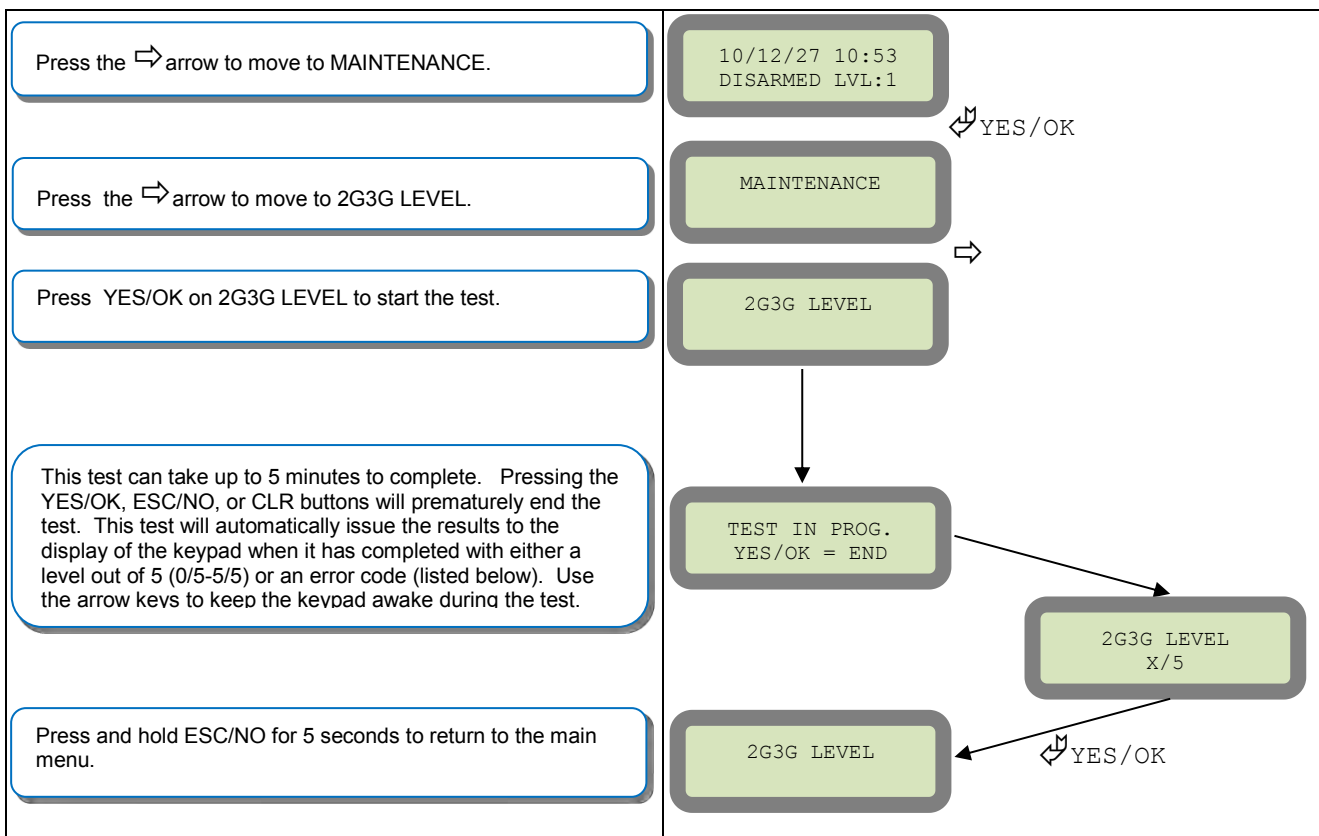 Press the ⇨ arrow to move to MAINTENANCE.
10/12/27 10:53
DISARMED LVL:1
YES/OK
Press the ⇨ arrow to move to 2G3G LEVEL.
MAINTENANCE
⇨
Press YES/OK on 2G3G LEVEL to start the test.
2G3G LEVEL
This test can take up to 5 minutes to complete. Pressing the
YES/OK, ESC/NO, or CLR buttons will prematurely end the
test. This test will automatically issue the results to the
display of the keypad when it has completed with either a
level out of 5 (0/5-5/5) or an error code (listed below). Use
the arrow keys to keep the keypad awake during the test.
TEST IN PROG.
YES/OK = END
2G3G LEVEL
X/5
Press and hold ESC/NO for 5 seconds to return to the main
menu.
2G3G LEVEL
YES/OK